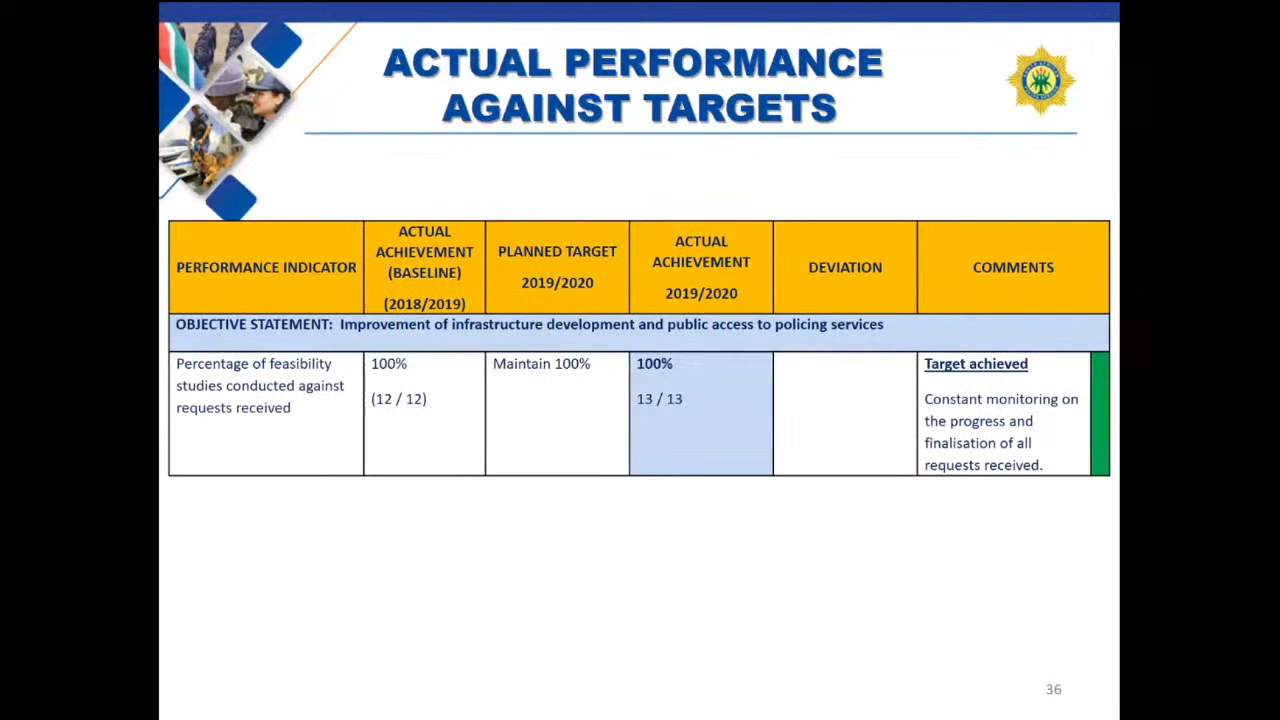 ACTUAL PERFORMANCE
AGAINST TARGETS
PERFORMANCE INDICATOR
ACTUAL
ACHIEVEMENT
(BASELINE)
(2018/2019)
PLANNED TARGET
2019/2020
ACTUAL
ACHIEVEMENT
2019/2020
DEVIATION
COMMENTS
OBJECTIVE STATEMENT: Improvement of infrastructure development and public access to policing services
Percentage of feasibility
studies conducted against
requests received
100%
(12 / 12)
Maintain 100%
100%
13 / 13
Target achieved
Constant monitoring on
the progress and
finalisation of all
requests received.
36